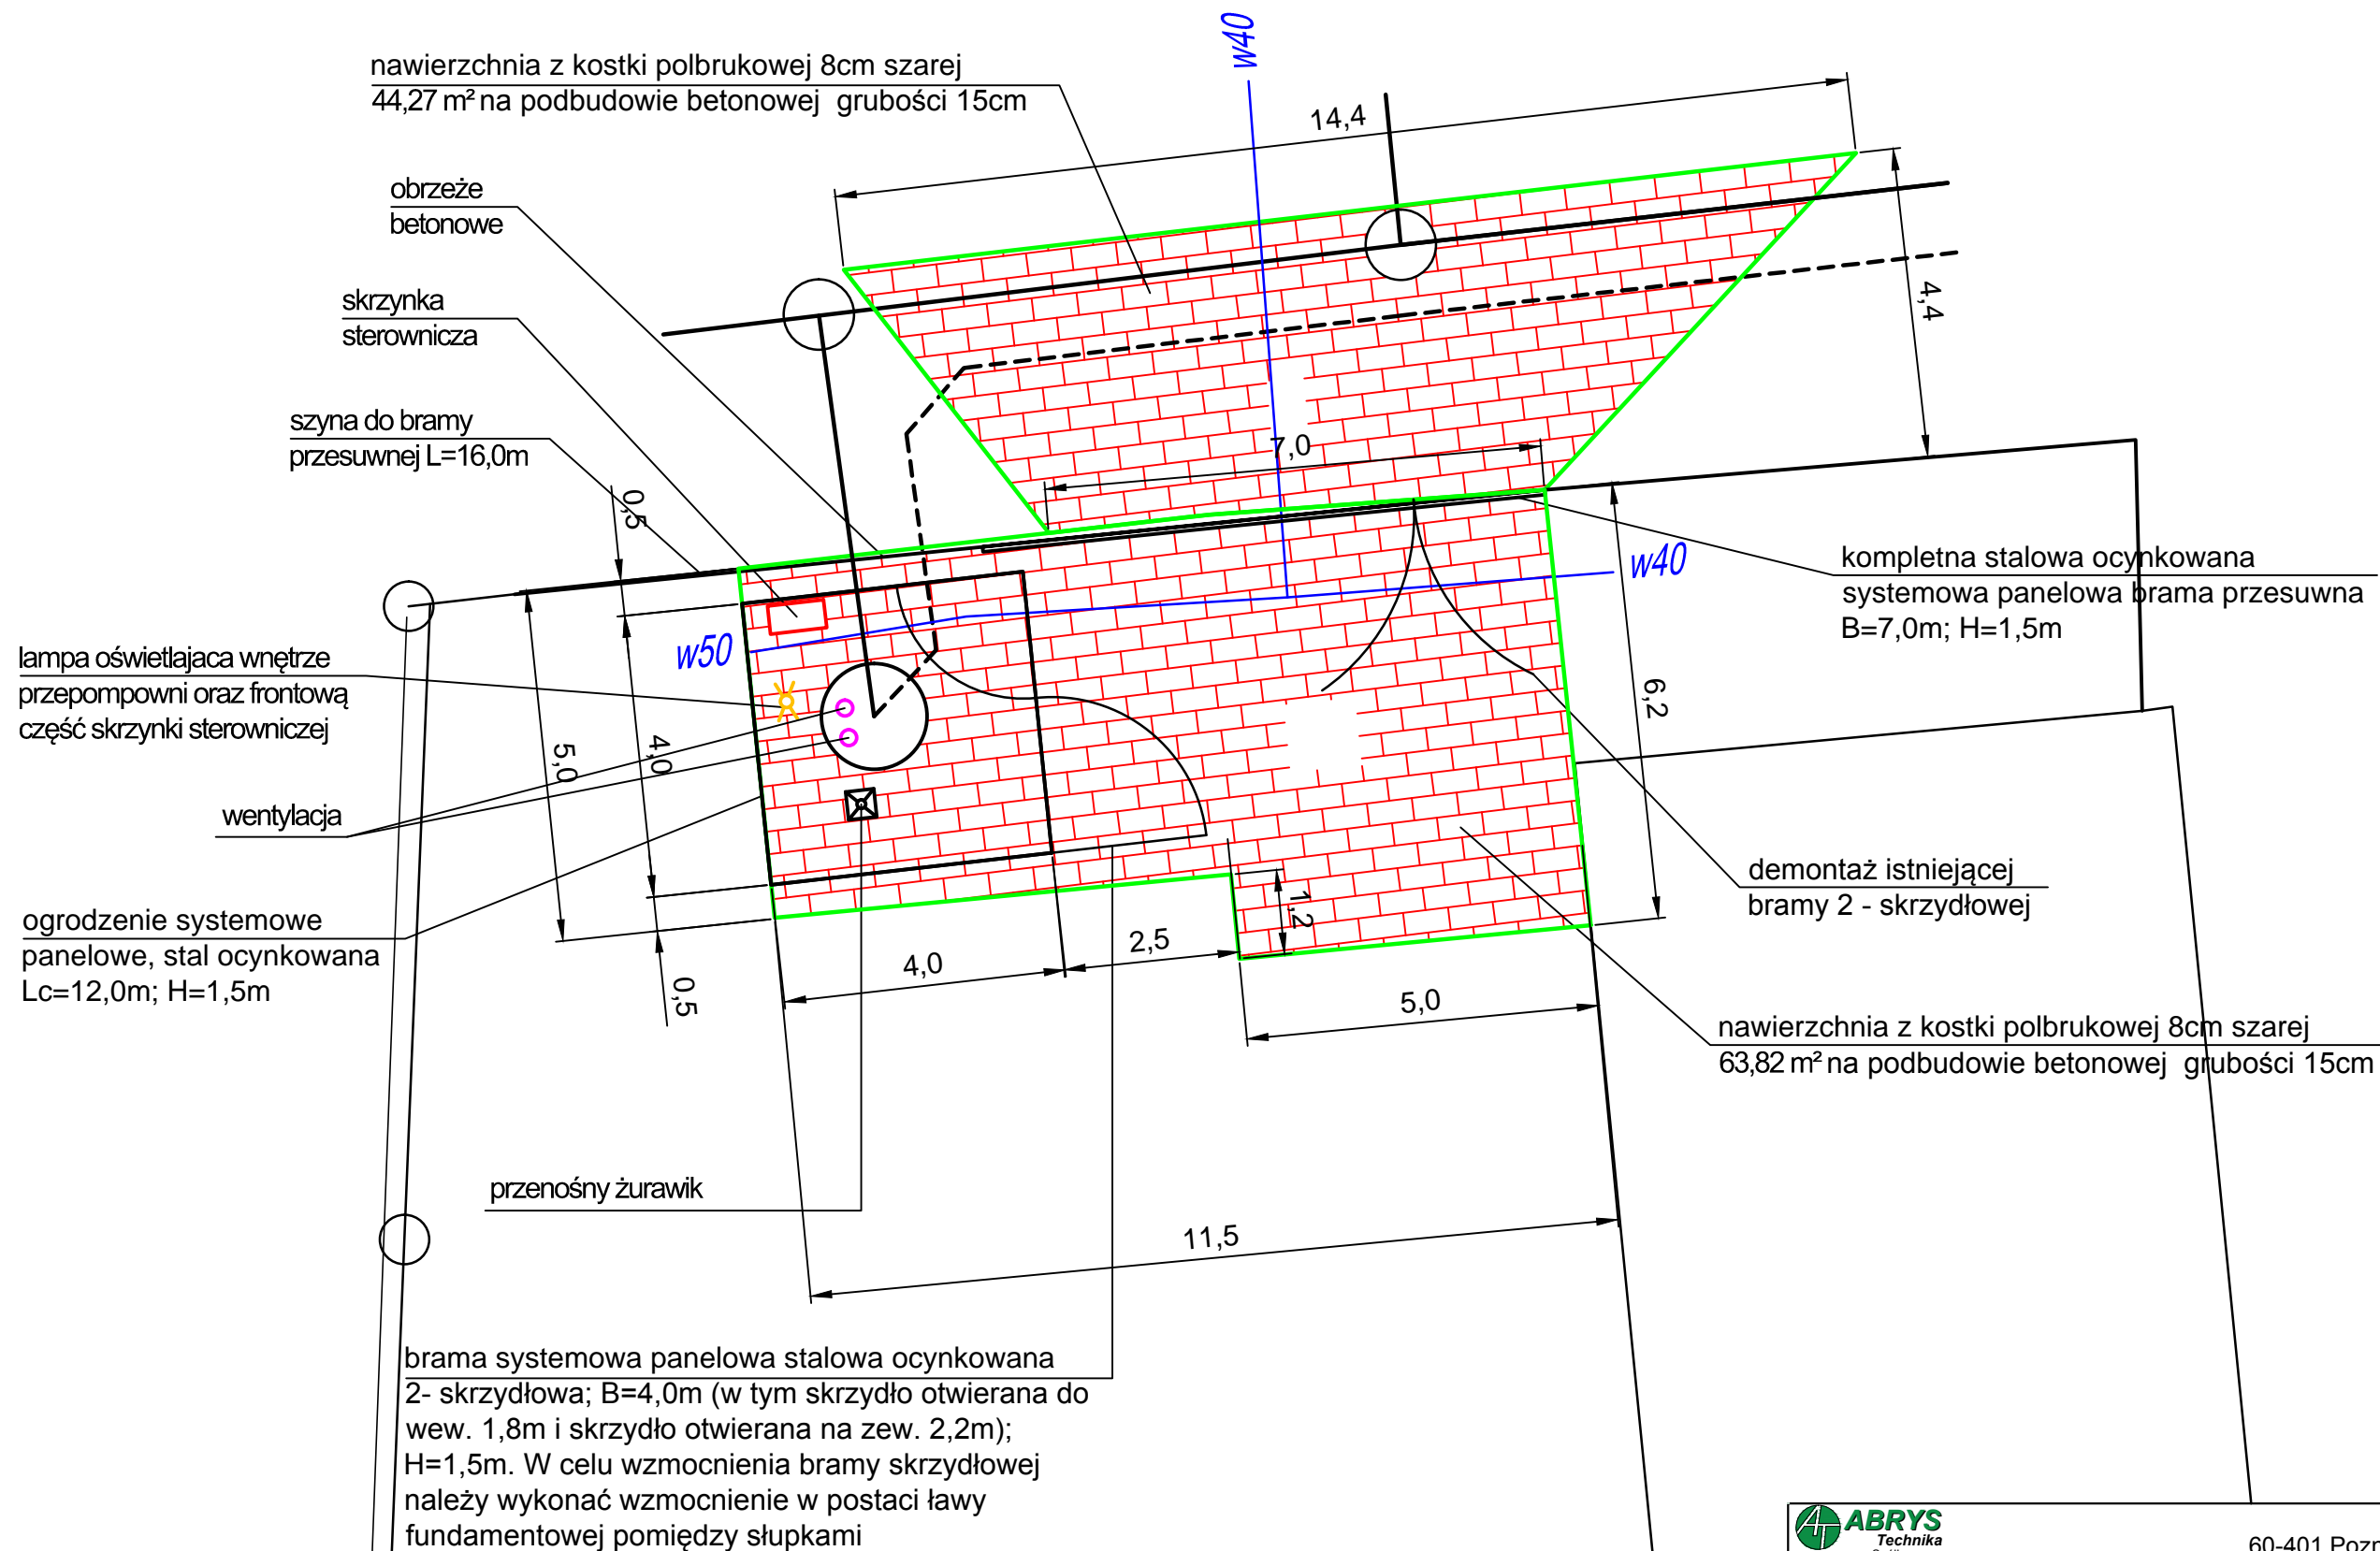 w40
nawierzchnia z kostki polbrukowej 8cm szarej
44,27 m² na podbudowie betonowej grubości 15cm
14,4
obrzeże
betonowe
skrzynka
sterownicza
4,4
szyna do bramy
przesuwnej L=16,0m
7,0
0,5
kompletna stalowa ocynkowana
systemowa panelowa brama przesuwna
B=7,0m; H=1,5m
w40
w50
lampa oświetlajaca wnętrze
przepompowni oraz frontową
część skrzynki sterowniczej
6,2
5,0
4,0
wentylacja
demontaż istniejącej
bramy 2 - skrzydłowej
1,2
ogrodzenie systemowe
panelowe, stal ocynkowana
Lc=12,0m; H=1,5m
4,0
2,5
0,5
5,0
nawierzchnia z kostki polbrukowej 8cm szarej
63,82 m² na podbudowie betonowej grubości 15cm
przenośny żurawik
11,5
brama systemowa panelowa stalowa ocynkowana
2- skrzydłowa; B=4,0m (w tym skrzydło otwierana do
wew. 1,8m i skrzydło otwierana na zew. 2,2m);
H=1,5m. W celu wzmocnienia bramy skrzydłowej
należy wykonać wzmocnienie w postaci ławy
fundamentowej pomiędzy słupkami
ABRYS
Technika
60-401